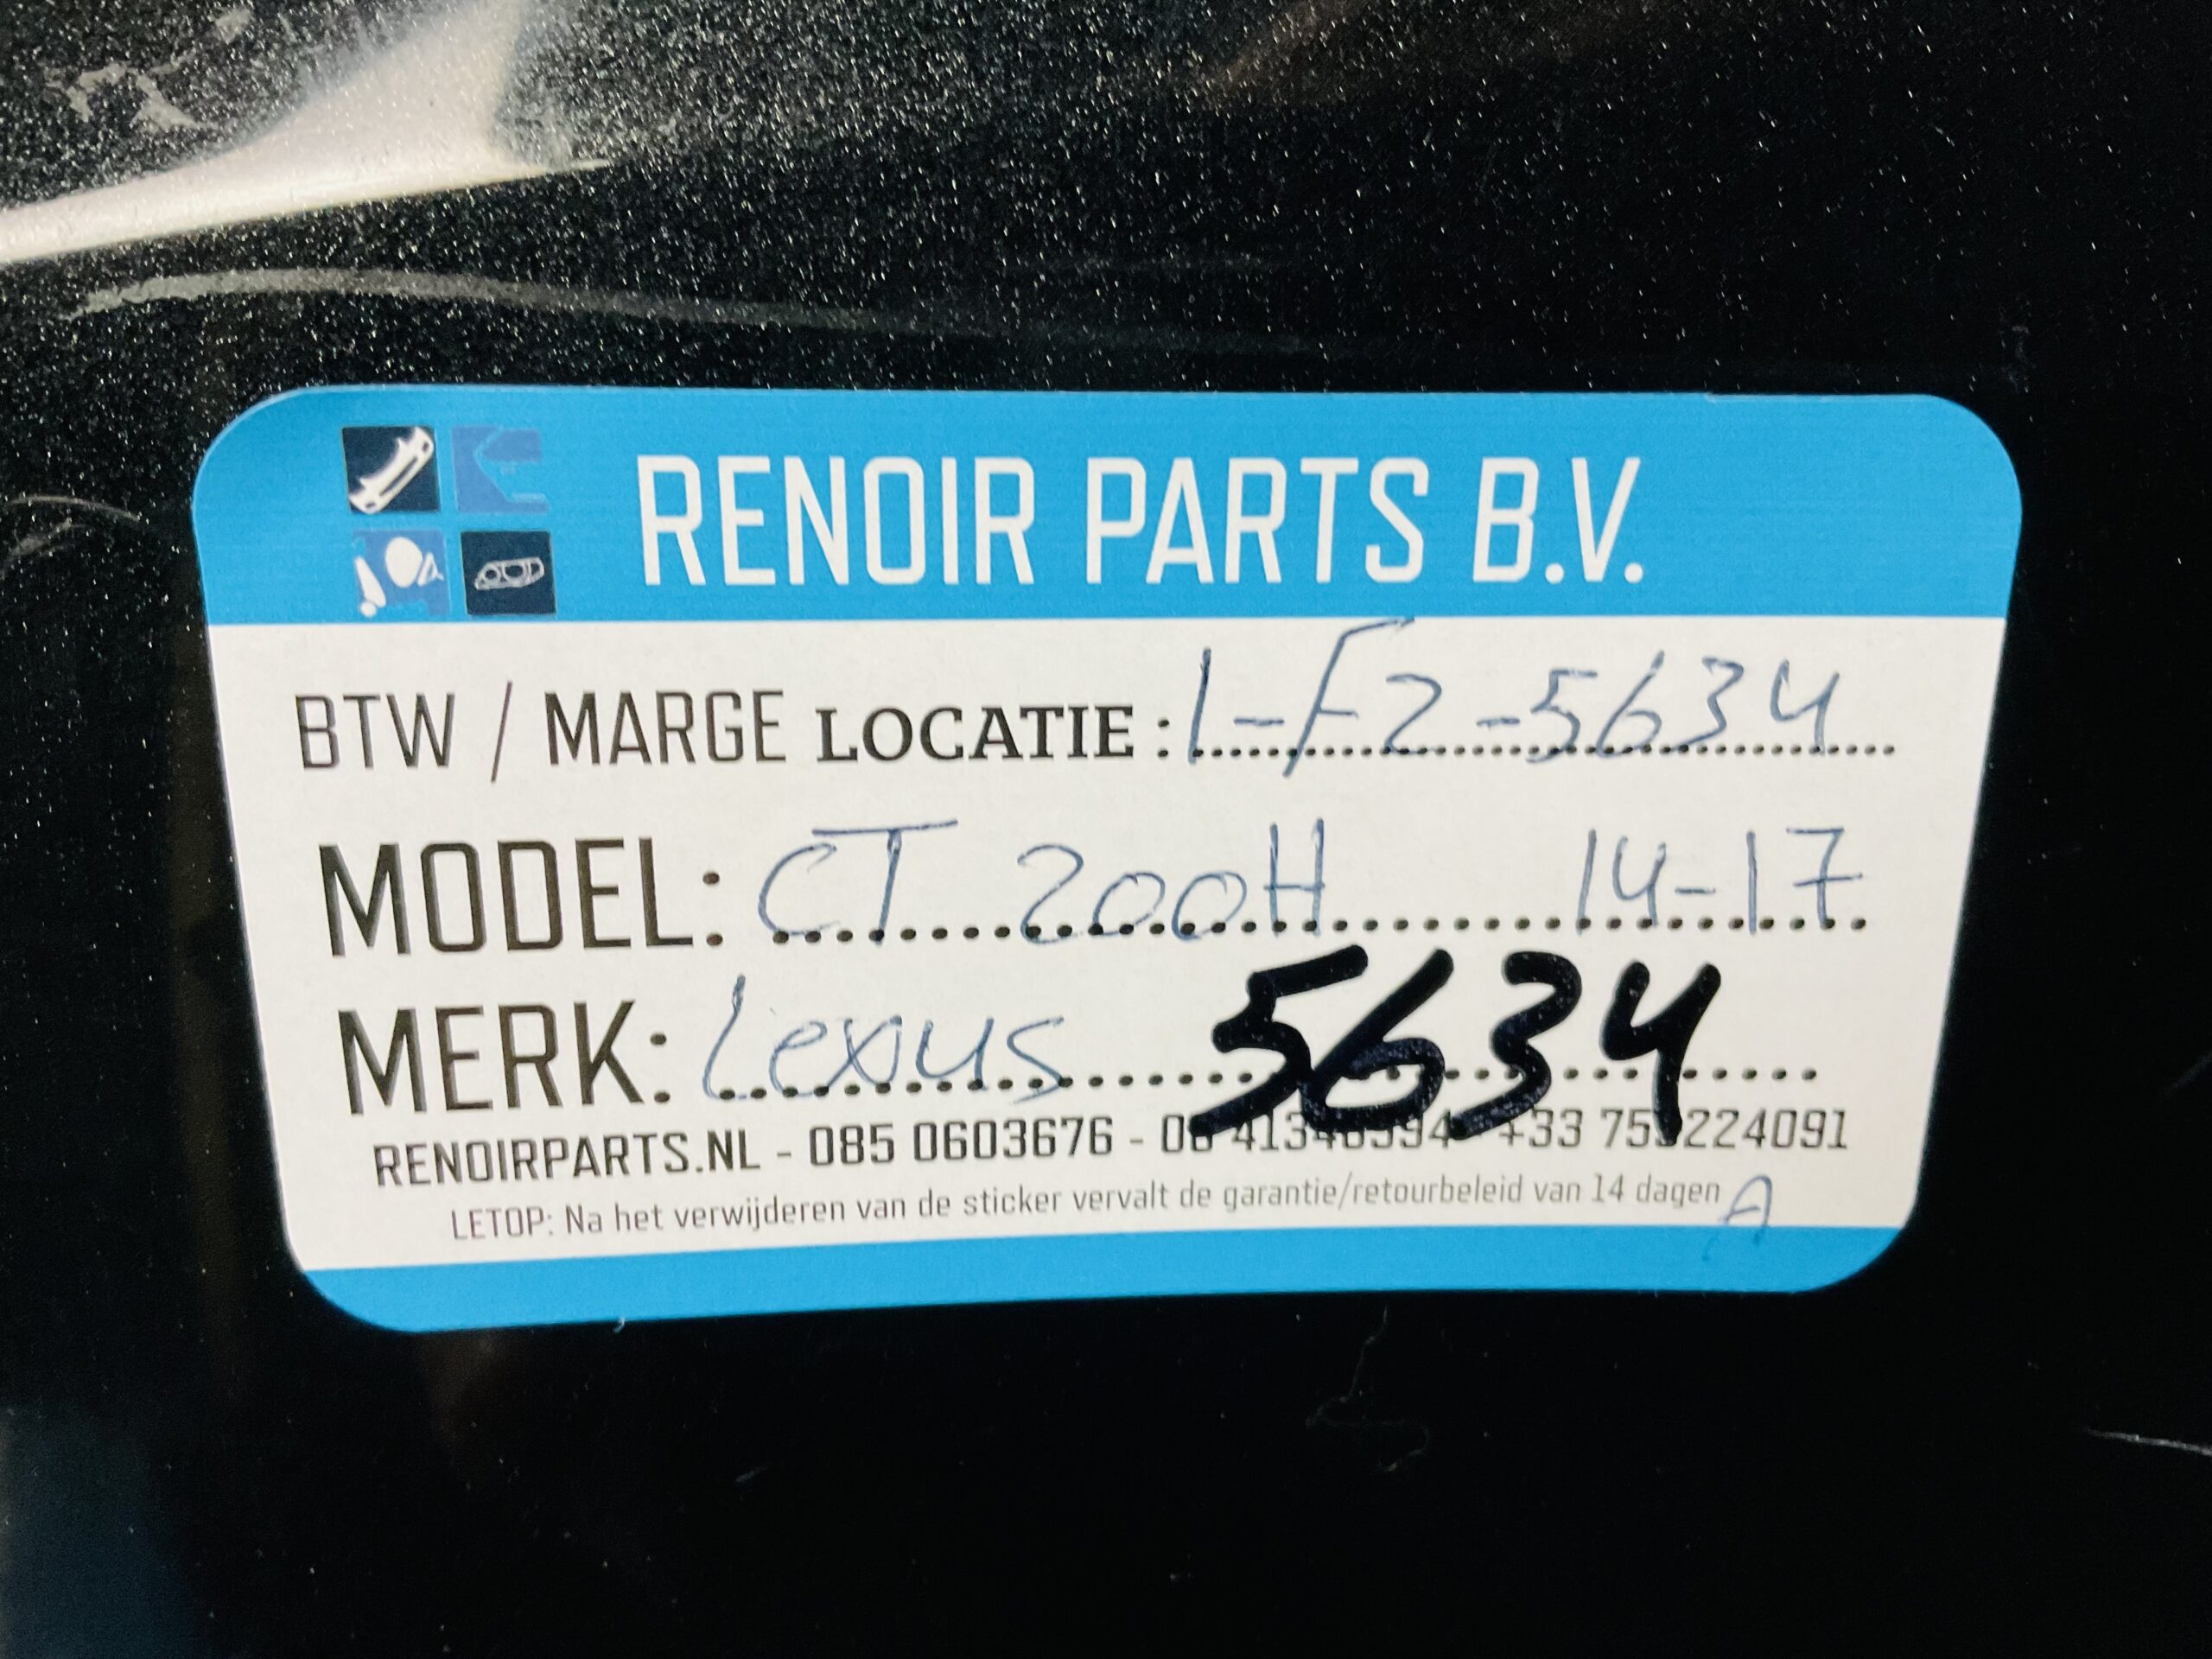 RENOIR PARTS B.V.
BTW / MARGE LOCATIE : 1-F2-5634
MODEL: CT 200H 14-17
MERK: Lexus 5634
RENOIRPARTS.NL - 085 0603676 -
LETOP: Na het verwijderen van de sticker vervalt de garantie/retourbeleid van 14 dagen A